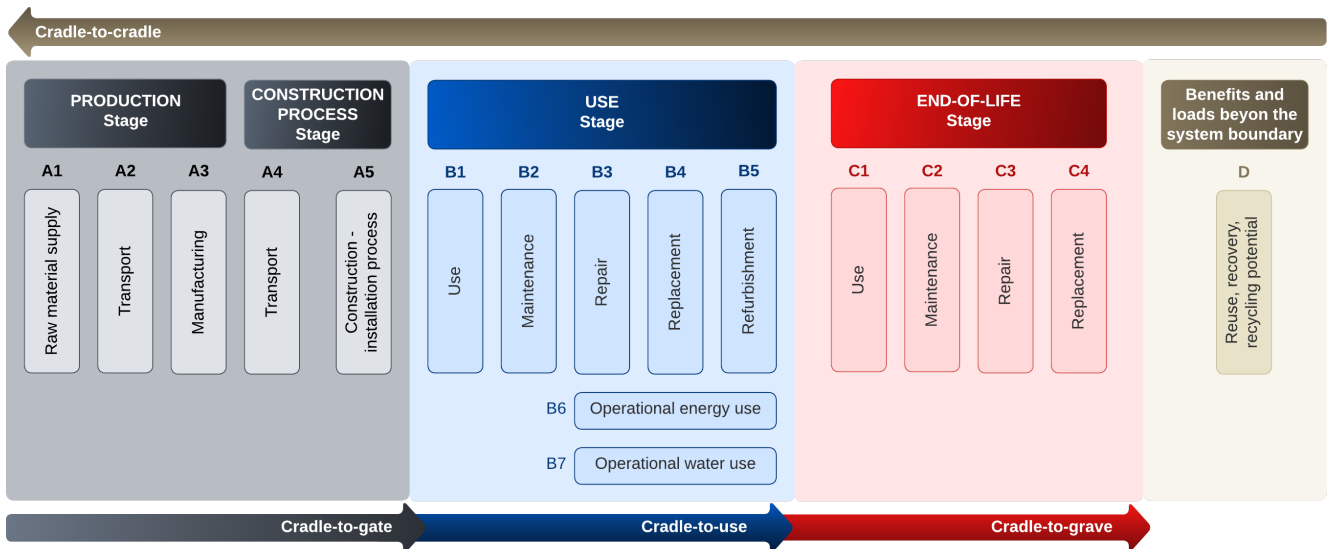 Cradle-to-cradle
PRODUCTION
Stage
CONSTRUCTION
PROCESS
Stage
USE
Stage
END-OF-LIFE
Stage
Benefits and
loads beyon the
system boundary
A1
A2
A3
A4
A5
B1
B2
B3
B4
B5
C1
C2
C3
C4
D
Raw material supply
Transport
Manufacturing
Transport
Construction -
installation process
Use
Maintenance
Repair
Replacement
Refurbishment
Use
Maintenance
Repair
Replacement
Reuse, recovery,
recycling potential
B6
Operational energy use
B7
Operational water use
Cradle-to-gate
Cradle-to-use
Cradle-to-grave